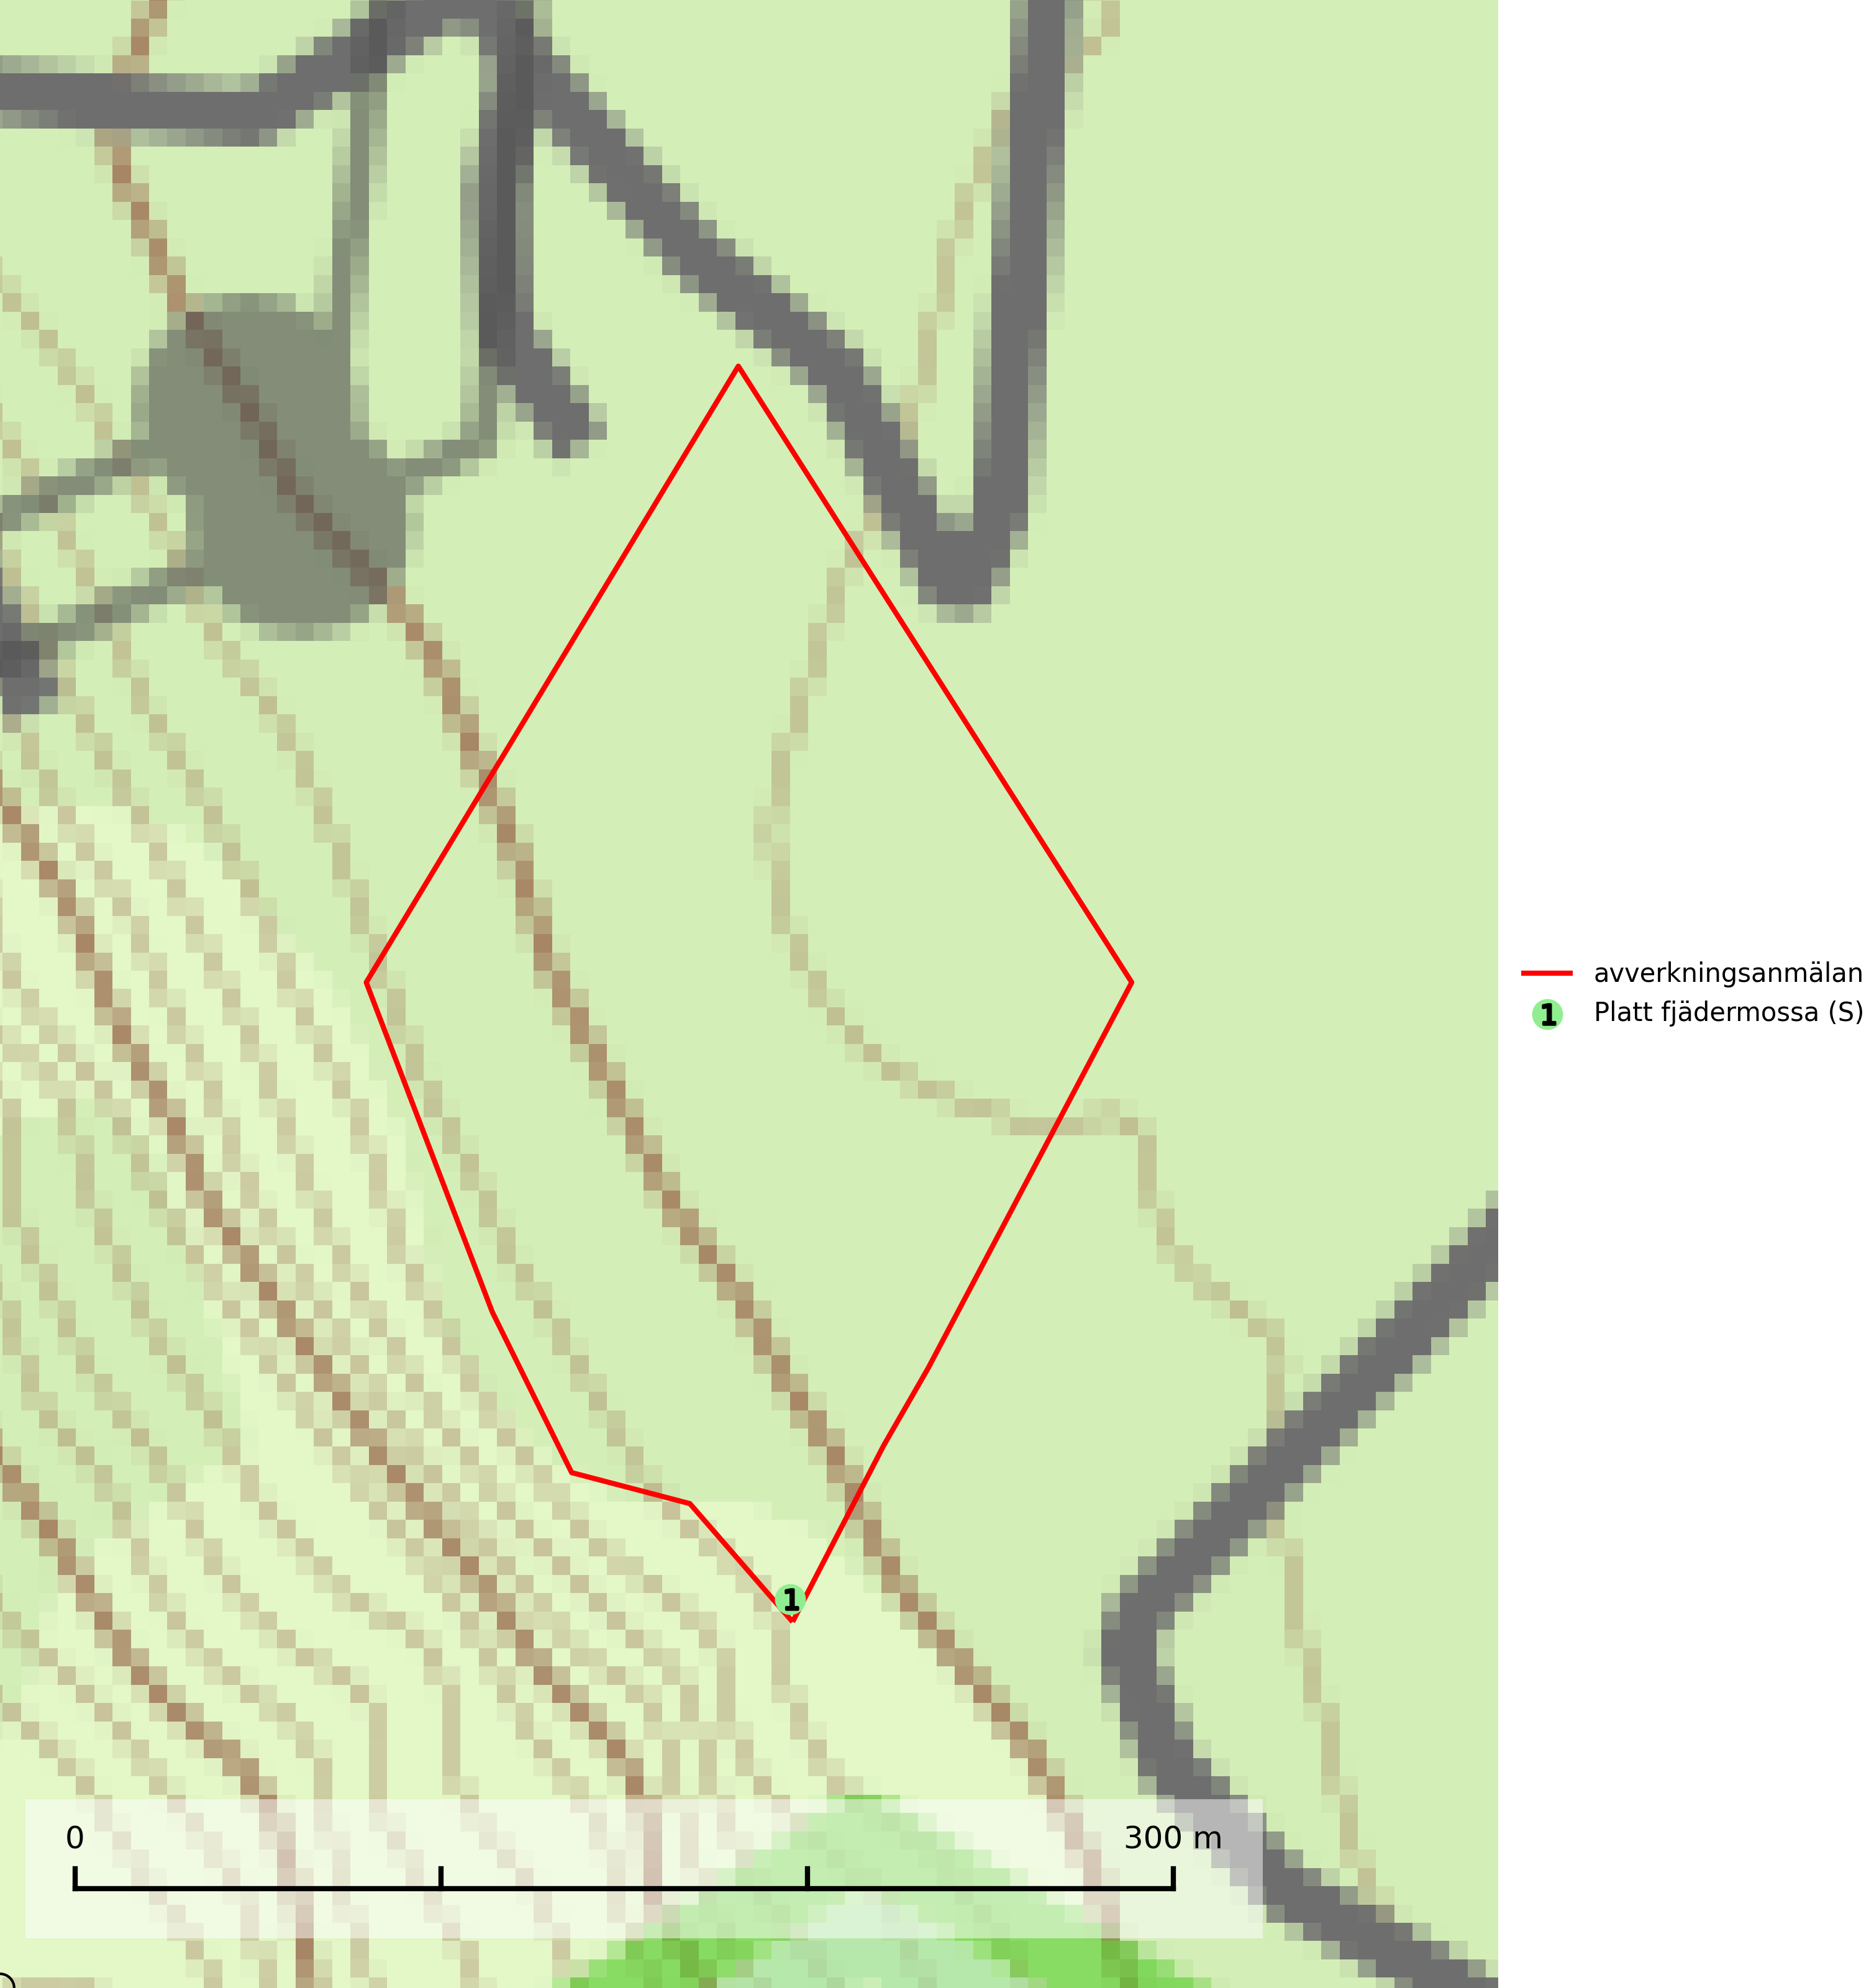 avverkningsanmälan
1 Platt fjädermossa (S)
1
0 300 m